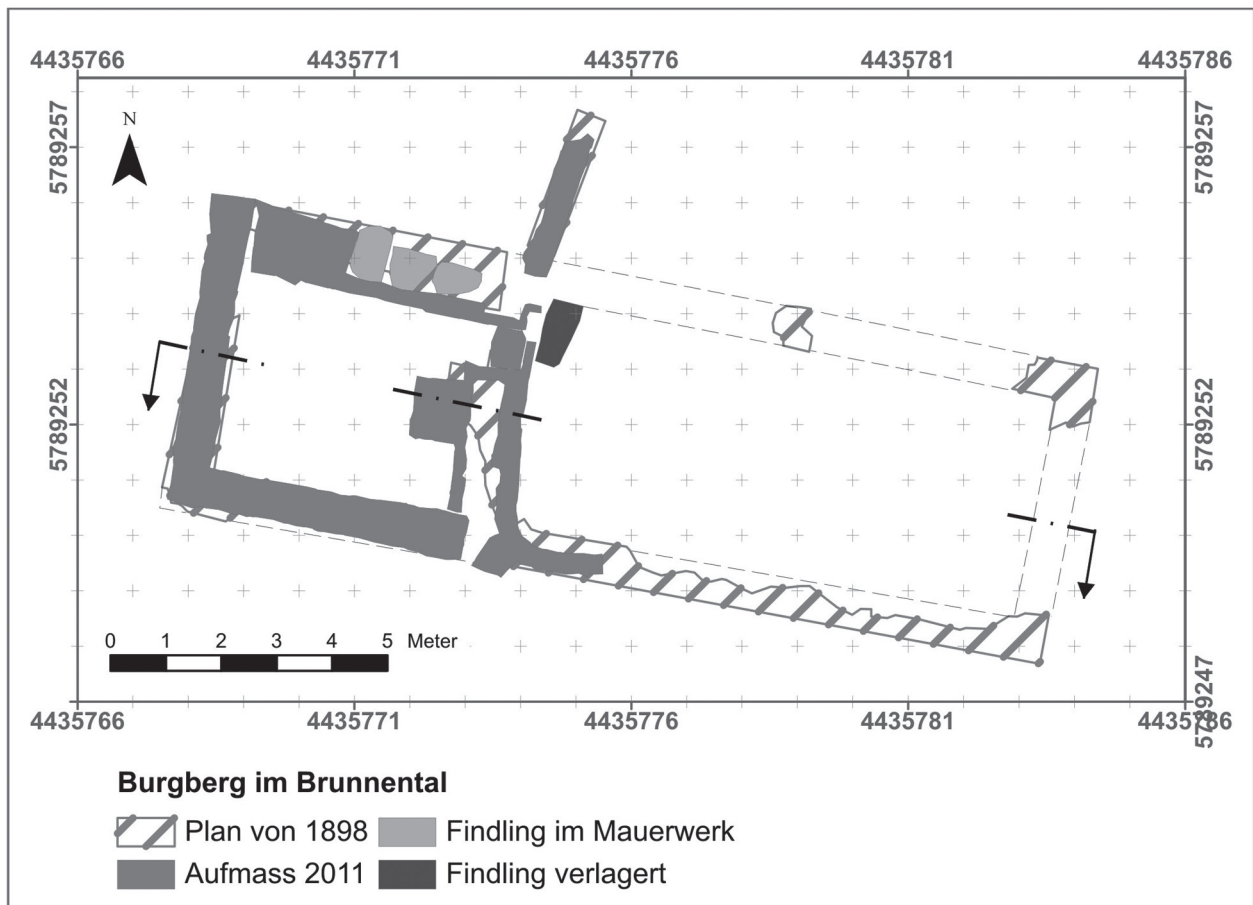 4435766 4435771 4435776 4435781 4435786
5789257 5789257
N
5789252 5789252
0 1 2 3 4 5 Meter
5789247
4435766 4435771 4435776 4435781 4435786
Burgberg im Brunnental
Plan von 1898 Findling im Mauerwerk
Aufmass 2011 Findling verlagert